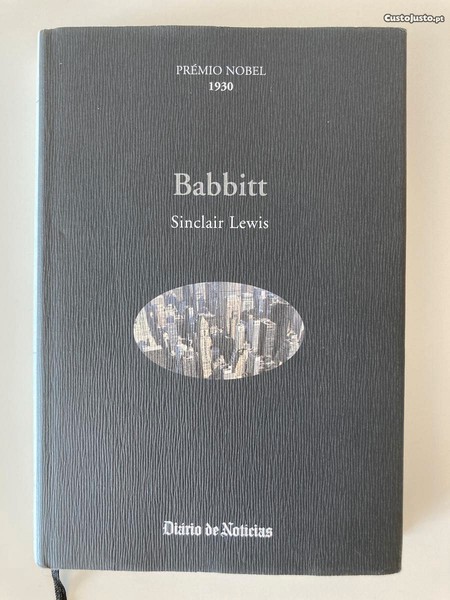 CustoJusto.pt
PRÉMIO NOBEL
1930
Babbitt
Sinclair Lewis
Diário de Notícias